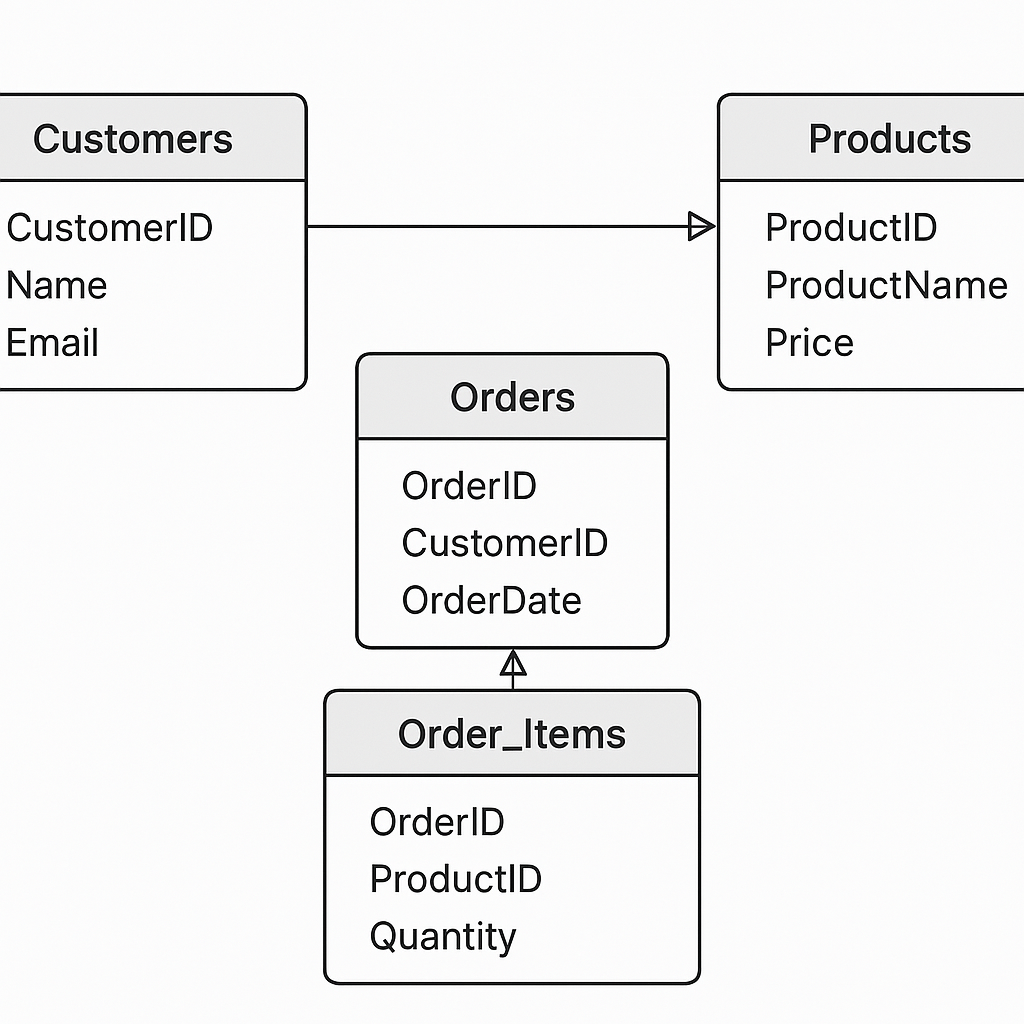 Customers
CustomerID
Name
Email
Products
ProductID
ProductName
Price
Orders
OrderID
CustomerID
OrderDate
Order_Items
OrderID
ProductID
Quantity